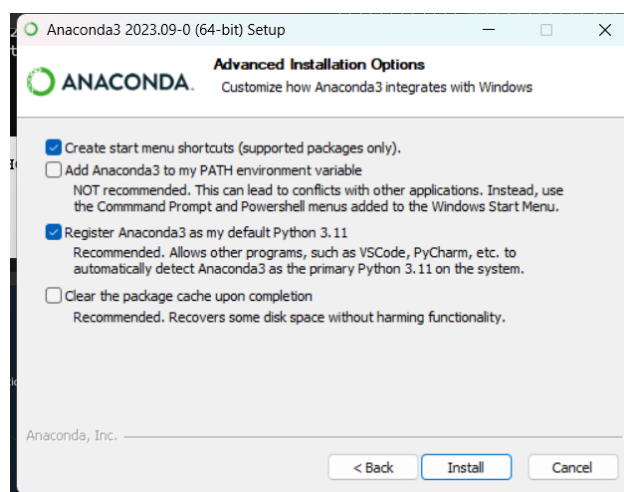 Anaconda3 2023.09-0 (64-bit) Setup
ANACONDA.
Advanced Installation Options
Customize how Anaconda3 integrates with Windows
Create start menu shortcuts (supported packages only).
Add Anaconda3 to my PATH environment variable
NOT recommended. This can lead to conflicts with other applications. Instead, use
the Commmand Prompt and Powershell menus added to the Windows Start Menu.
Register Anaconda3 as my default Python 3.11
Recommended. Allows other programs, such as VSCode, PyCharm, etc. to
automatically detect Anaconda3 as the primary Python 3.11 on the system.
Clear the package cache upon completion
Recommended. Recovers some disk space without harming functionality.
Anaconda, Inc.
< Back
Install
Cancel